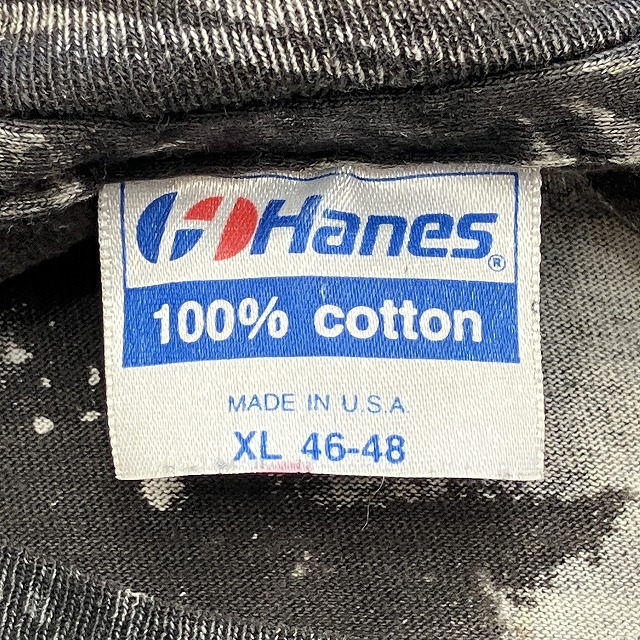 Hanes®
100% cotton
MADE IN U.S.A.
XL 46-48